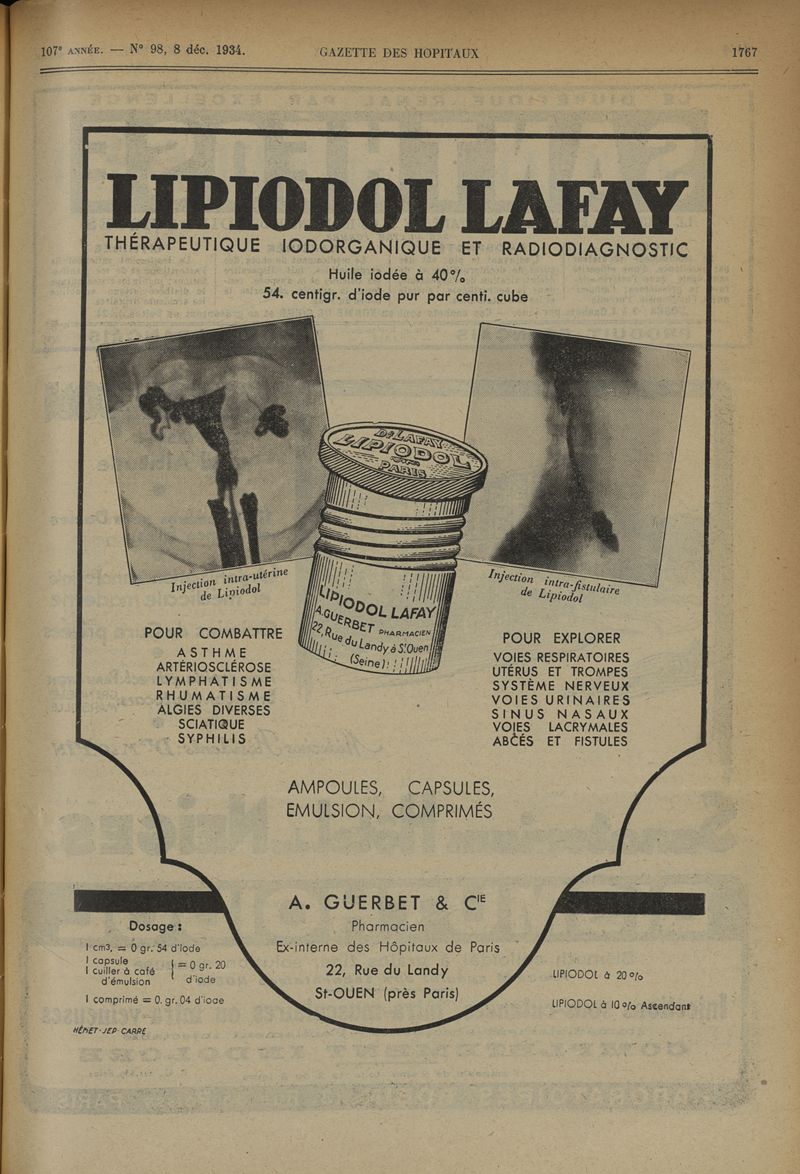 107e ANNÉE. — N° 98, 8 déc. 1934.
GAZETTE DES HOPITAUX
1767
LIPIODOL LAFAY
THÉRAPEUTIQUE IODORGANIQUE ET RADIODIAGNOSTIC
Huile iodée à 40%
54. centigr. d'iode pur par centi. cube
Dr LAFAY
LIPIODOL
PARIS
Injection intra-utérine
de Lipiodol
Injection intra-fistulaire
de Lipiodol
LIPIODOL LAFAY
A. GUERBET PHARMACIEN
22, Rue du Landy à St Ouen
(Seine)
POUR COMBATTRE
ASTHME
ARTÉRIOSCLÉROSE
LYMPHATISME
RHUMATISME
ALGIES DIVERSES
SCIATIQUE
SYPHILIS
POUR EXPLORER
VOIES RESPIRATOIRES
UTÉRUS ET TROMPES
SYSTÈME NERVEUX
VOIES URINAIRES
SINUS NASAUX
VOIES LACRYMALES
ABCÉS ET FISTULES
AMPOULES, CAPSULES,
EMULSION, COMPRIMÉS
A. GUERBET & CIE
Pharmacien
Ex-interne des Hôpitaux de Paris
22, Rue du Landy
St-OUEN (près Paris)
Dosage :
1 cm3, = 0 gr. 54 d'Iode
1 capsule
1 cuiller à café
d'émulsion
= 0 gr. 20
d'iode
1 comprimé = 0. gr. 04 d'iode
HÉMET-JEP-CARRÉ
LIPIODOL à 20%
LIPIODOL à 10% Ascendant